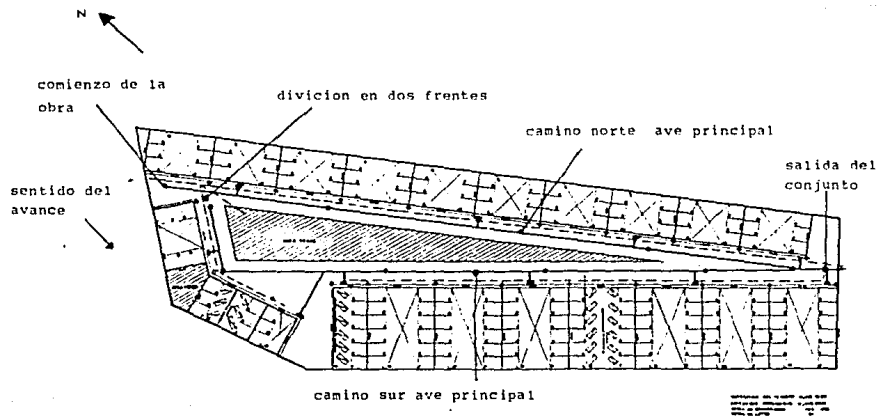 N
comienzo de la
obra
divicion en dos frentes
camino norte ave principal
salida del
conjunto
sentido del
avance
camino sur ave principal